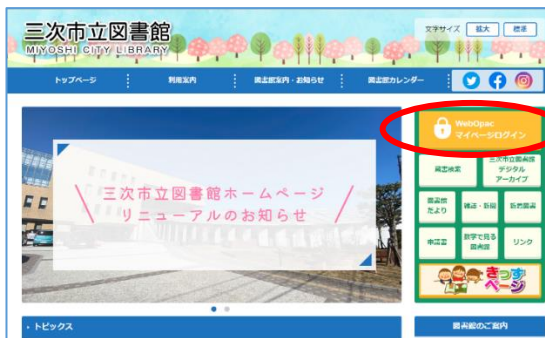 三次市立図書館
MIYOSHI CITY LIBRARY
文字サイズ 拡大 標準
トップページ 利用案内 図書館案内・お知らせ 図書館カレンダー
WebOpac
マイページログイン
三次市立図書館ホームページ
リニューアルのお知らせ
蔵書検索
三次市立図書館
デジタル
アーカイブ
図書館
だより
雑誌・新聞
新着図書
申請書
数字で見る
図書館
リンク
きっず
ページ
トピックス
図書館のご案内